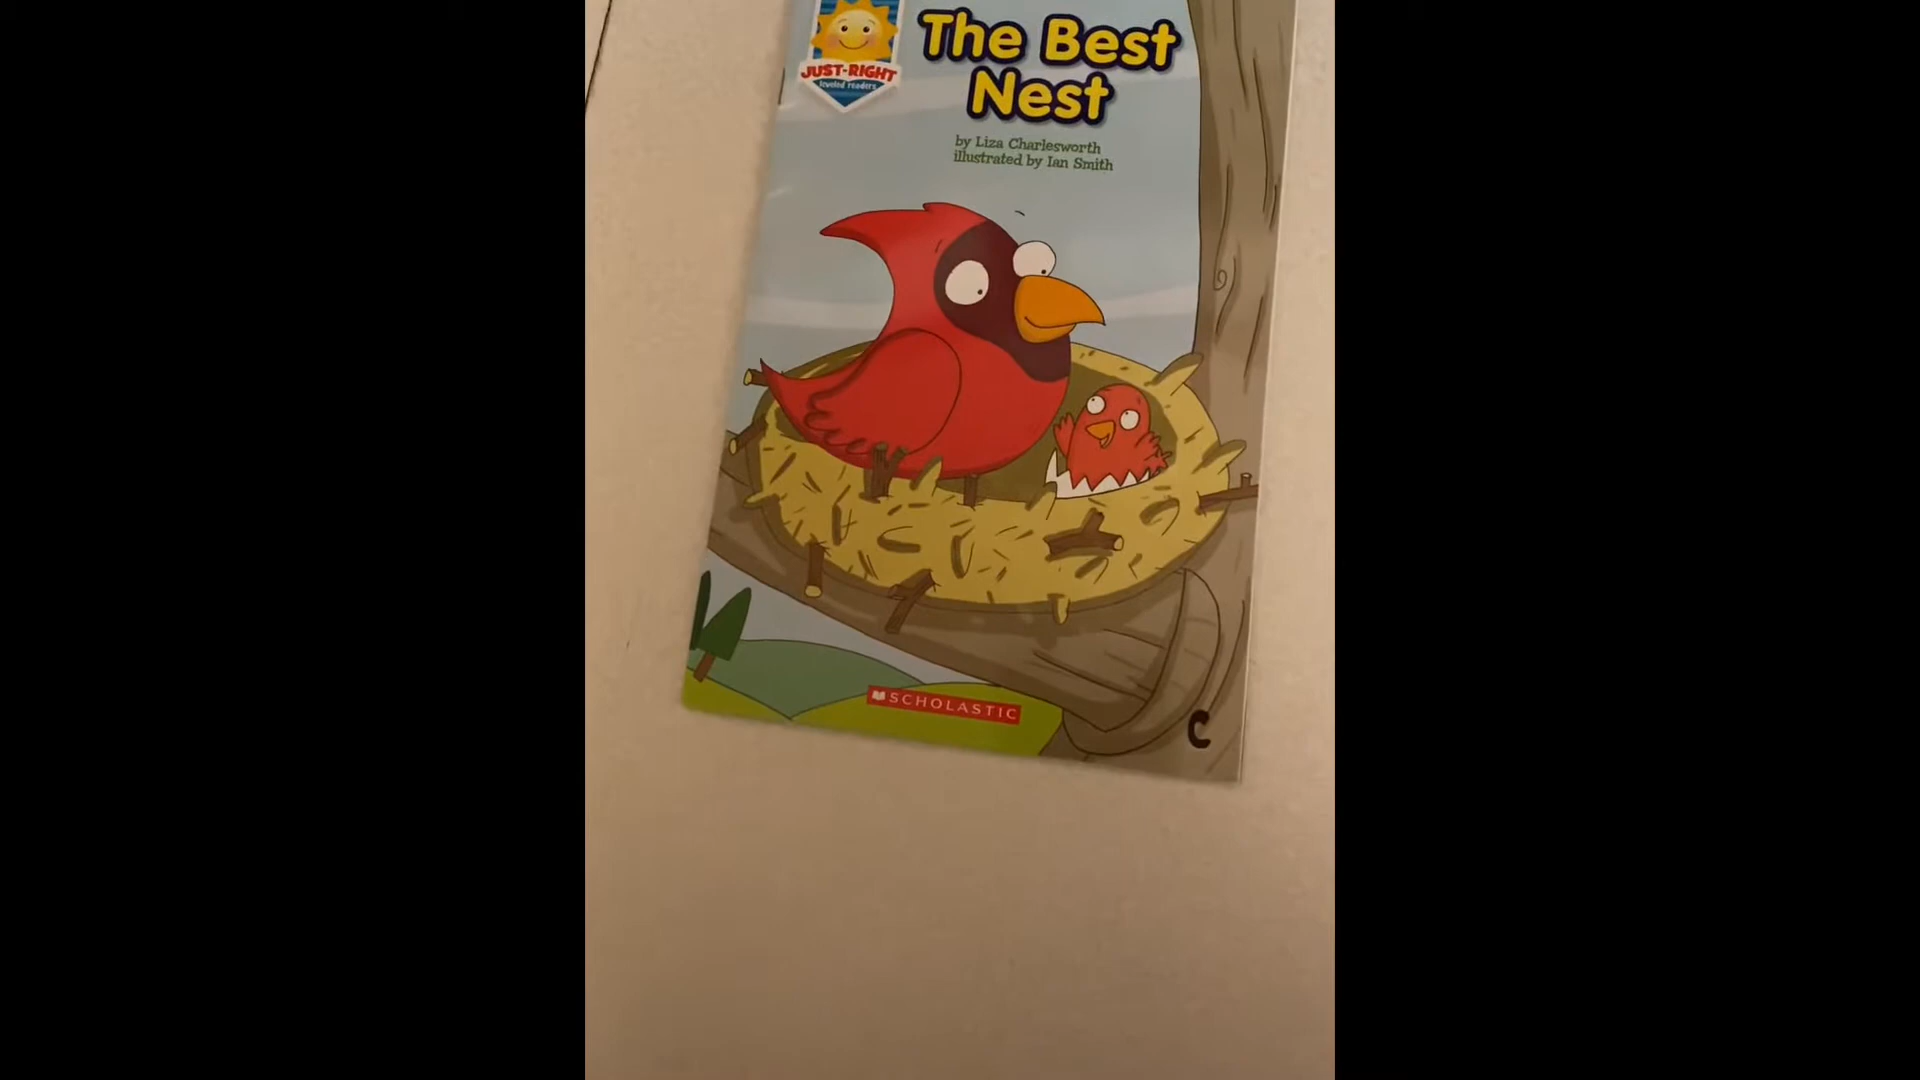 JUST-RIGHT
leveled readers
The Best
Nest
by Liza Charlesworth
illustrated by Ian Smith
SCHOLASTIC
C